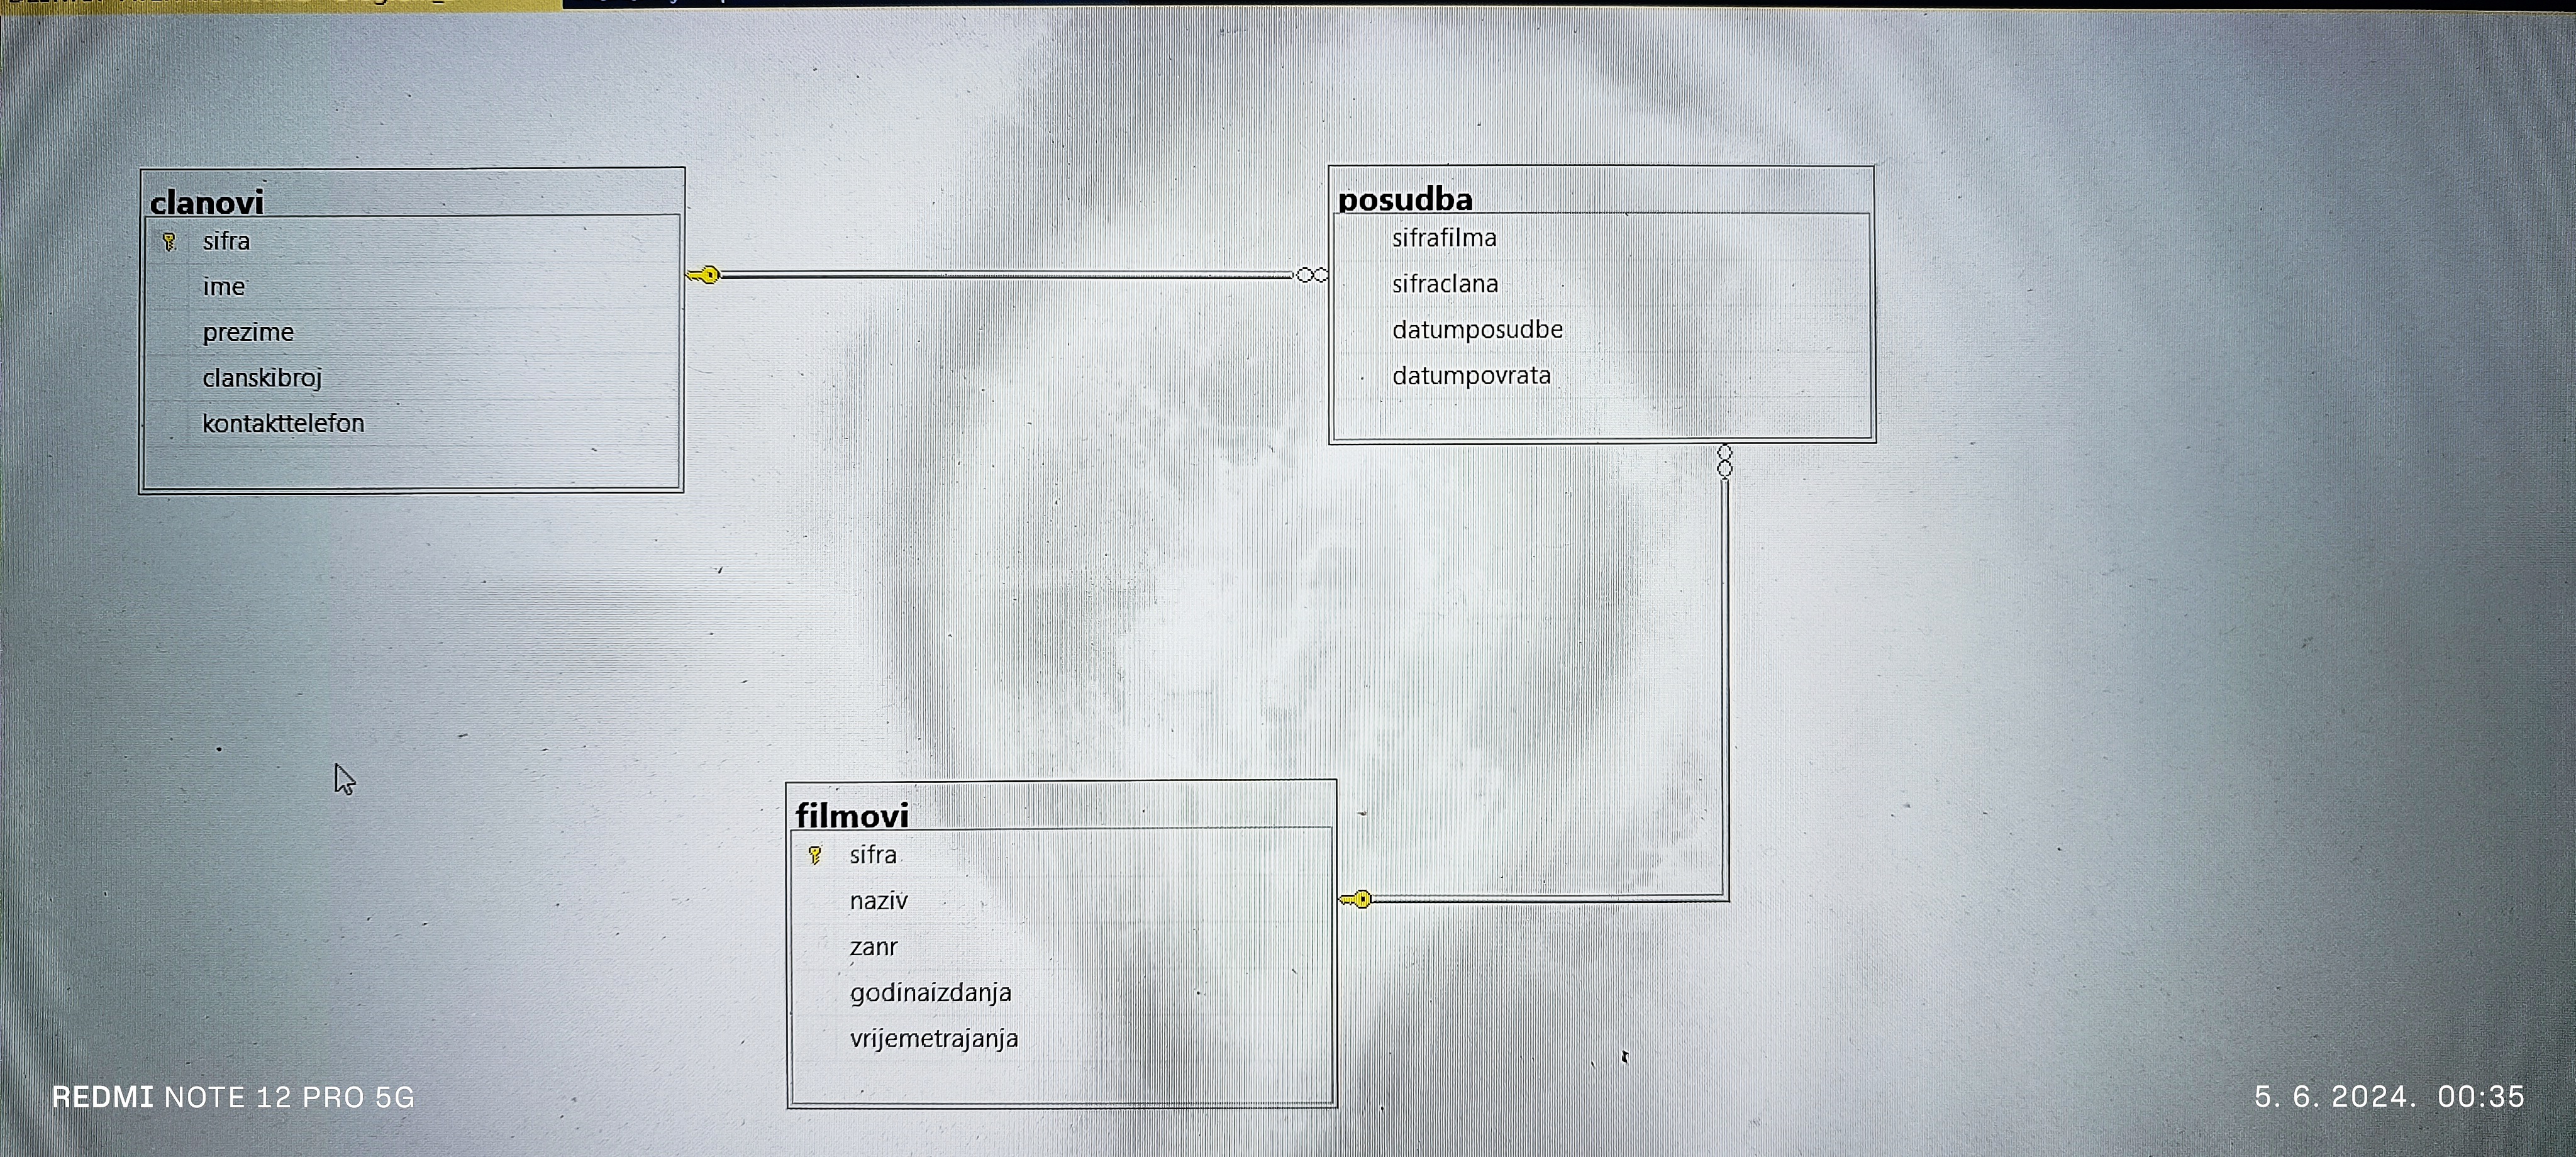 clanovi
sifra
ime
prezime
clanskibroj
kontakttelefon
posudba
sifrafilma
sifraclana
datumposudbe
datumpovrata
filmovi
sifra
naziv
zanr
godinaizdanja
vrijemetrajanja
REDMI NOTE 12 PRO 5G
5. 6. 2024. 00:35